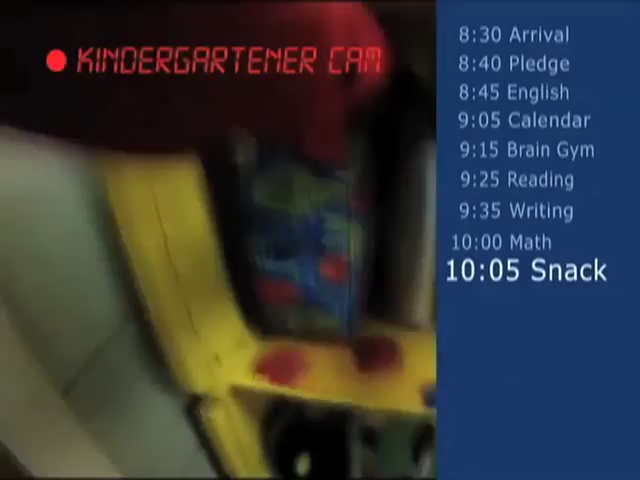 KINDERGARTENER CAM
8:30 Arrival
8:40 Pledge
8:45 English
9:05 Calendar
9:15 Brain Gym
9:25 Reading
9:35 Writing
10:00 Math
10:05 Snack